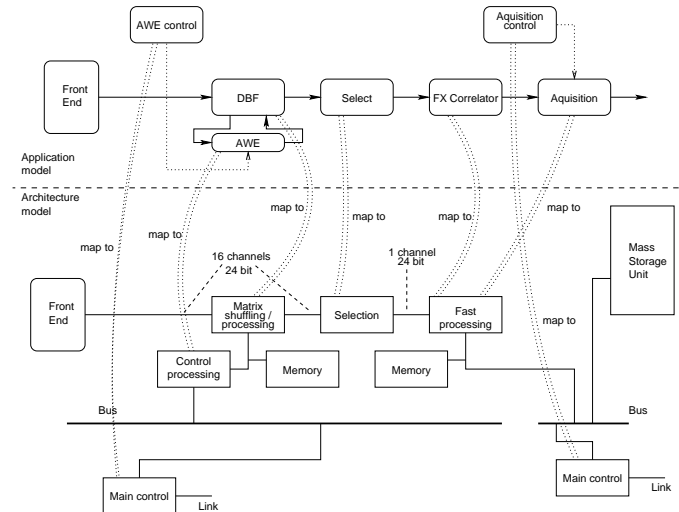 AWE control
Aquisition
control
Front
End
DBF
Select
FX Correlator
Aquisition
AWE
Application
model
Architecture
model
map to
map to
map to
map to
map to
map to
map to
16 channels
24 bit
1 channel
24 bit
Mass
Storage
Unit
Front
End
Matrix
shuffling /
processing
Selection
Fast
processing
Control
processing
Memory
Memory
Bus
Bus
Main control
Link
Main control
Link